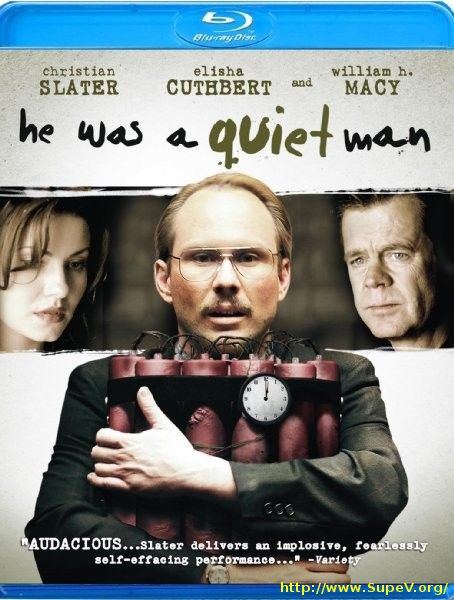 Blu-ray Disc
christian SLATER elisha CUTHBERT and william h. MACY
he was a quiet man
"AUDACIOUS...Slater delivers an implosive, fearlessly
self-effacing performance..." -Variety
http://www.SupeV.org/